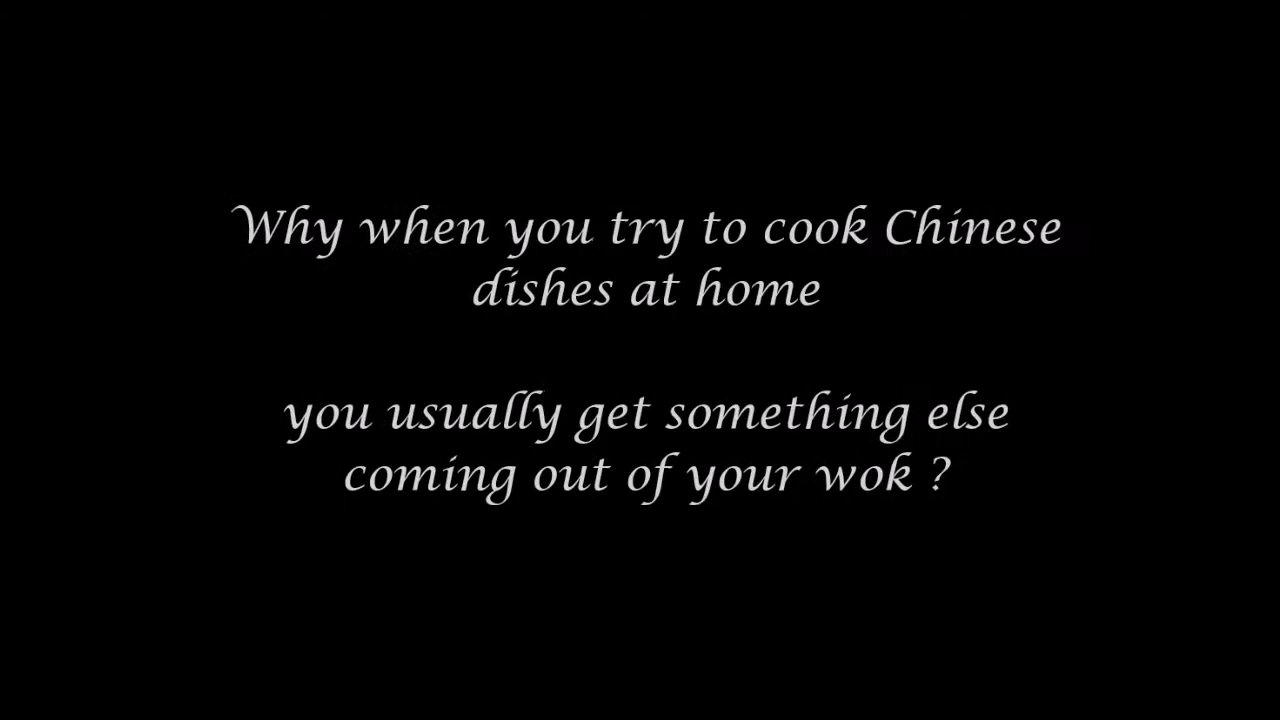 Why when you try to cook Chinese
dishes at home
you usually get something else
coming out of your wok ?